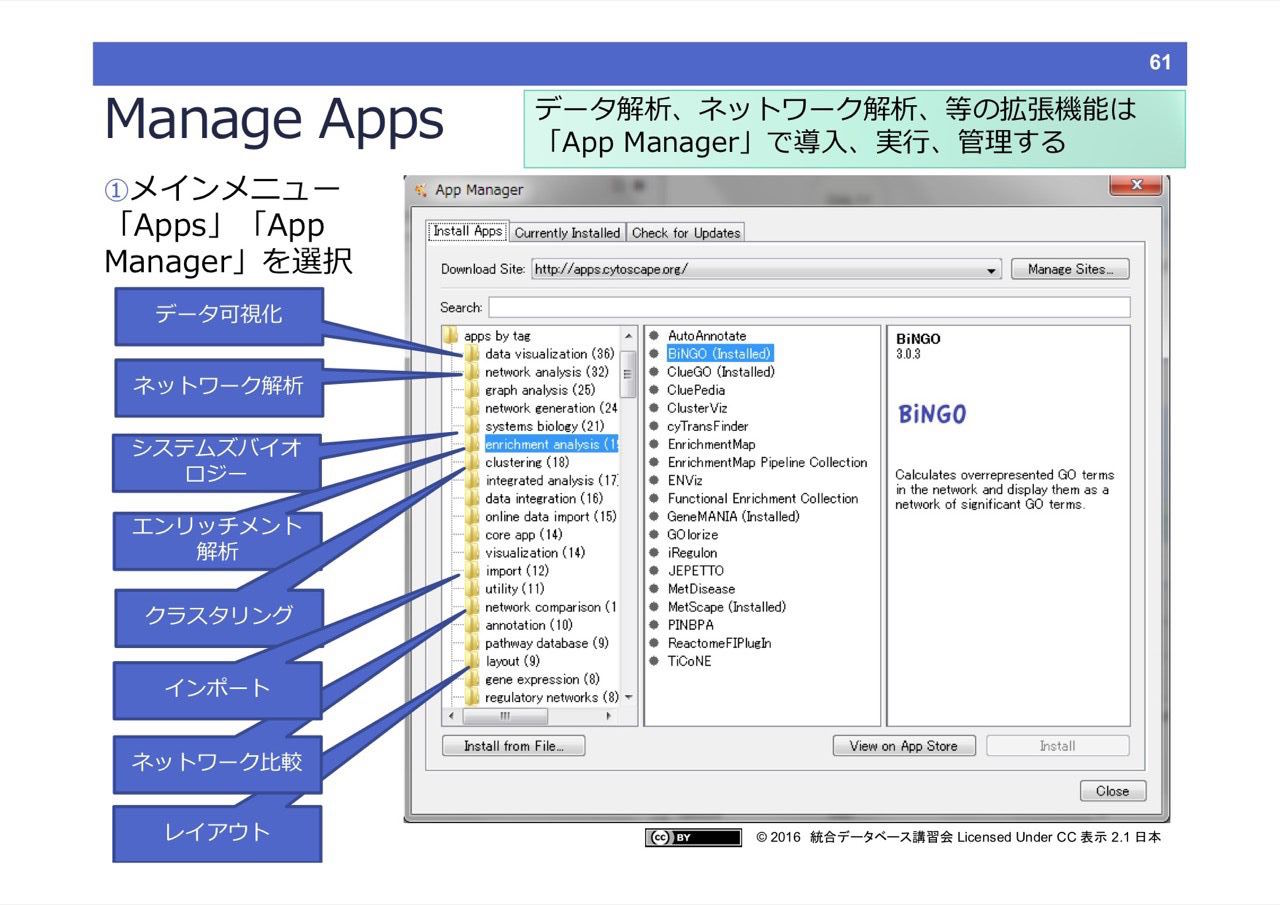 61
Manage Apps
データ解析、ネットワーク解析、等の拡張機能は
「App Manager」で導入、実行、管理する
①メインメニュー
「Apps」「App
Manager」を選択
データ可視化
ネットワーク解析
システムズバイオ
ロジー
エンリッチメント
解析
クラスタリング
インポート
ネットワーク比較
レイアウト
App Manager
Install Apps
Currently Installed
Check for Updates
Download Site: http://apps.cytoscape.org/
Manage Sites...
Search:
apps by tag
data visualization (36)
network analysis (32)
graph analysis (25)
network generation (24
systems biology (21)
enrichment analysis (19
clustering (18)
integrated analysis (17
data integration (16)
online data import (15)
core app (14)
visualization (14)
import (12)
utility (11)
network comparison (1
annotation (10)
pathway database (9)
layout (9)
gene expression (8)
regulatory networks (8)
AutoAnnotate
BiNGO (Installed)
ClueGO (Installed)
CluePedia
ClusterViz
cyTransFinder
EnrichmentMap
EnrichmentMap Pipeline Collection
ENViz
Functional Enrichment Collection
GeneMANIA (Installed)
GOlorize
iRegulon
JEPETTO
MetDisease
MetScape (Installed)
PINBPA
ReactomeFIPlugIn
TiCoNE
BiNGO
3.0.3
BiNGO
Calculates overrepresented GO terms
in the network and display them as a
network of significant GO terms.
Install from File...
View on App Store
Install
Close
cc BY
© 2016 統合データベース講習会 Licensed Under CC 表示 2.1 日本